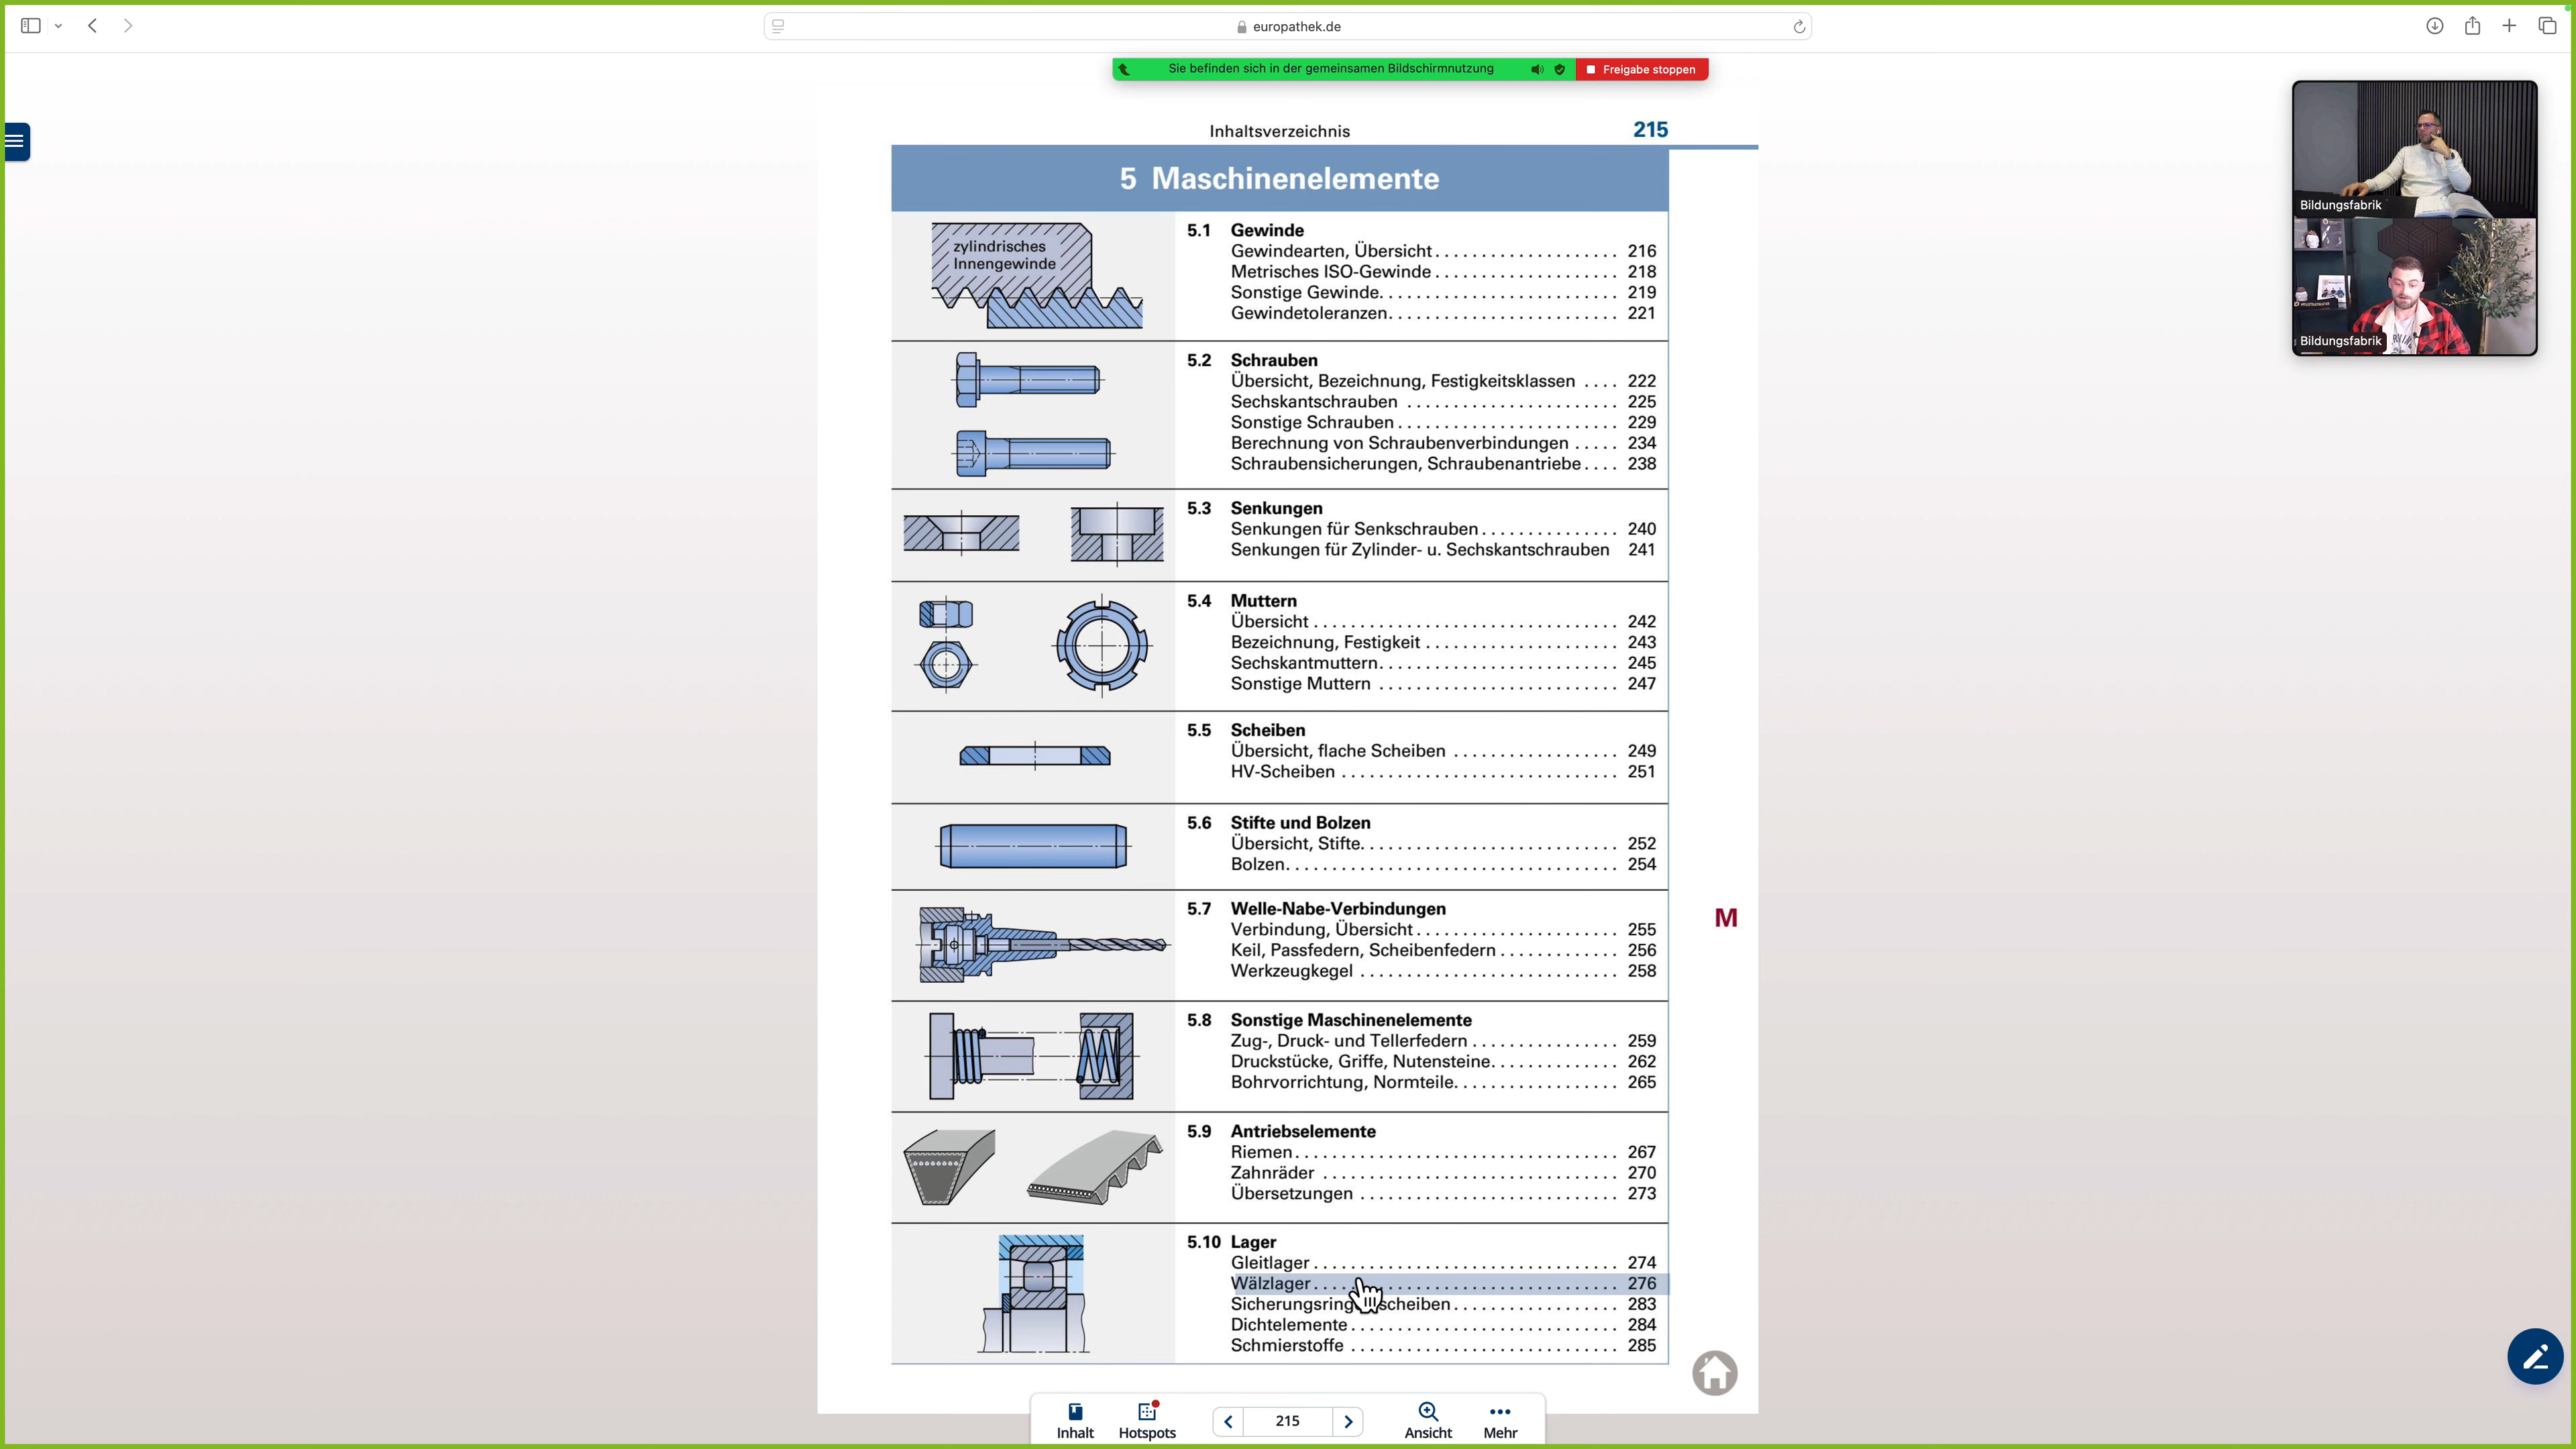 europathek.de
Sie befinden sich in der gemeinsamen Bildschirmnutzung
Freigabe stoppen
Bildungsfabrik
Bildungsfabrik
Inhaltsverzeichnis 215
5 Maschinenelemente
zylindrisches
Innengewinde
5.1 Gewinde
Gewindearten, Übersicht . . . . . . . . . . . . . . . . . . . . 216
Metrisches ISO-Gewinde . . . . . . . . . . . . . . . . . . . . 218
Sonstige Gewinde. . . . . . . . . . . . . . . . . . . . . . . . . . 219
Gewindetoleranzen. . . . . . . . . . . . . . . . . . . . . . . . . 221
5.2 Schrauben
Übersicht, Bezeichnung, Festigkeitsklassen . . . . 222
Sechskantschrauben . . . . . . . . . . . . . . . . . . . . . . . 225
Sonstige Schrauben . . . . . . . . . . . . . . . . . . . . . . . . 229
Berechnung von Schraubenverbindungen . . . . . 234
Schraubensicherungen, Schraubenantriebe . . . . 238
5.3 Senkungen
Senkungen für Senkschrauben . . . . . . . . . . . . . . . 240
Senkungen für Zylinder- u. Sechskantschrauben 241
5.4 Muttern
Übersicht . . . . . . . . . . . . . . . . . . . . . . . . . . . . . . . . . 242
Bezeichnung, Festigkeit . . . . . . . . . . . . . . . . . . . . . 243
Sechskantmuttern. . . . . . . . . . . . . . . . . . . . . . . . . . 245
Sonstige Muttern . . . . . . . . . . . . . . . . . . . . . . . . . . 247
5.5 Scheiben
Übersicht, flache Scheiben . . . . . . . . . . . . . . . . . . 249
HV-Scheiben . . . . . . . . . . . . . . . . . . . . . . . . . . . . . . 251
5.6 Stifte und Bolzen
Übersicht, Stifte. . . . . . . . . . . . . . . . . . . . . . . . . . . . 252
Bolzen. . . . . . . . . . . . . . . . . . . . . . . . . . . . . . . . . . . . 254
5.7 Welle-Nabe-Verbindungen
Verbindung, Übersicht . . . . . . . . . . . . . . . . . . . . . . 255
Keil, Passfedern, Scheibenfedern . . . . . . . . . . . . . 256
Werkzeugkegel . . . . . . . . . . . . . . . . . . . . . . . . . . . . 258
M
5.8 Sonstige Maschinenelemente
Zug-, Druck- und Tellerfedern . . . . . . . . . . . . . . . . 259
Druckstücke, Griffe, Nutensteine. . . . . . . . . . . . . . 262
Bohrvorrichtung, Normteile. . . . . . . . . . . . . . . . . . 265
5.9 Antriebselemente
Riemen . . . . . . . . . . . . . . . . . . . . . . . . . . . . . . . . . . . 267
Zahnräder . . . . . . . . . . . . . . . . . . . . . . . . . . . . . . . . 270
Übersetzungen . . . . . . . . . . . . . . . . . . . . . . . . . . . . 273
5.10 Lager
Gleitlager . . . . . . . . . . . . . . . . . . . . . . . . . . . . . . . . . 274
Wälzlager . . . . . . . . . . . . . . . . . . . . . . . . . . . . . . . . . 276
Sicherungsring scheiben . . . . . . . . . . . . . . . . . . 283
Dichtelemente . . . . . . . . . . . . . . . . . . . . . . . . . . . . . 284
Schmierstoffe . . . . . . . . . . . . . . . . . . . . . . . . . . . . . 285
Inhalt Hotspots 215 Ansicht Mehr